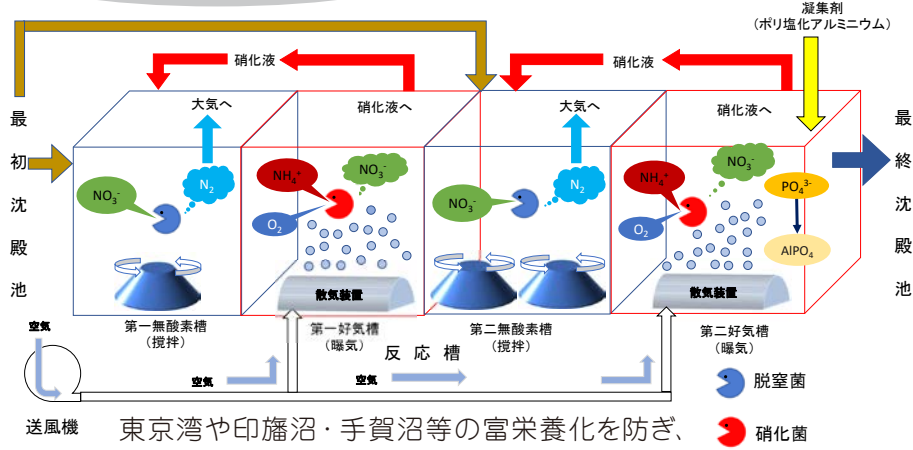 凝集剤
(ポリ塩化アルミニウム)
硝化液
硝化液
大気へ
硝化液へ
大気へ
硝化液へ
最初沈殿池
最終沈殿池
NO₃⁻
N₂
NH₄⁺
NO₃⁻
O₂
NO₃⁻
N₂
NH₄⁺
NO₃⁻
O₂
PO₄³⁻
AlPO₄
散気装置
散気装置
第一無酸素槽
(撹拌)
第一好気槽
(曝気)
第二無酸素槽
(撹拌)
第二好気槽
(曝気)
反応槽
空気
空気
空気
送風機
脱窒菌
硝化菌
東京湾や印旛沼・手賀沼等の富栄養化を防ぎ、